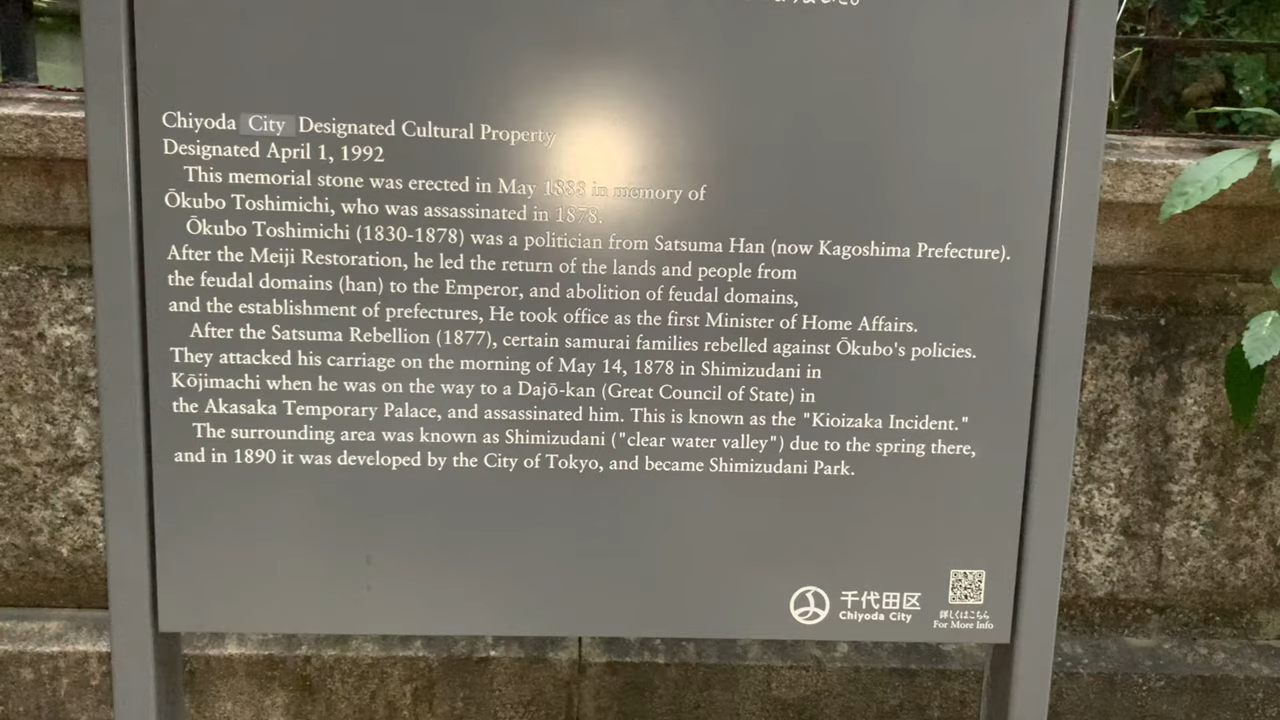 Chiyoda City Designated Cultural Property
Designated April 1, 1992
This memorial stone was erected in May 1888 in memory of
Ōkubo Toshimichi, who was assassinated in 1878.
Ōkubo Toshimichi (1830-1878) was a politician from Satsuma Han (now Kagoshima Prefecture).
After the Meiji Restoration, he led the return of the lands and people from
the feudal domains (han) to the Emperor, and abolition of feudal domains,
and the establishment of prefectures, He took office as the first Minister of Home Affairs.
After the Satsuma Rebellion (1877), certain samurai families rebelled against Ōkubo's policies.
They attacked his carriage on the morning of May 14, 1878 in Shimizudani in
Kōjimachi when he was on the way to a Dajō-kan (Great Council of State) in
the Akasaka Temporary Palace, and assassinated him. This is known as the "Kioizaka Incident."
The surrounding area was known as Shimizudani ("clear water valley") due to the spring there,
and in 1890 it was developed by the City of Tokyo, and became Shimizudani Park.
千代田区
Chiyoda City
詳しくはこちら
For More Info